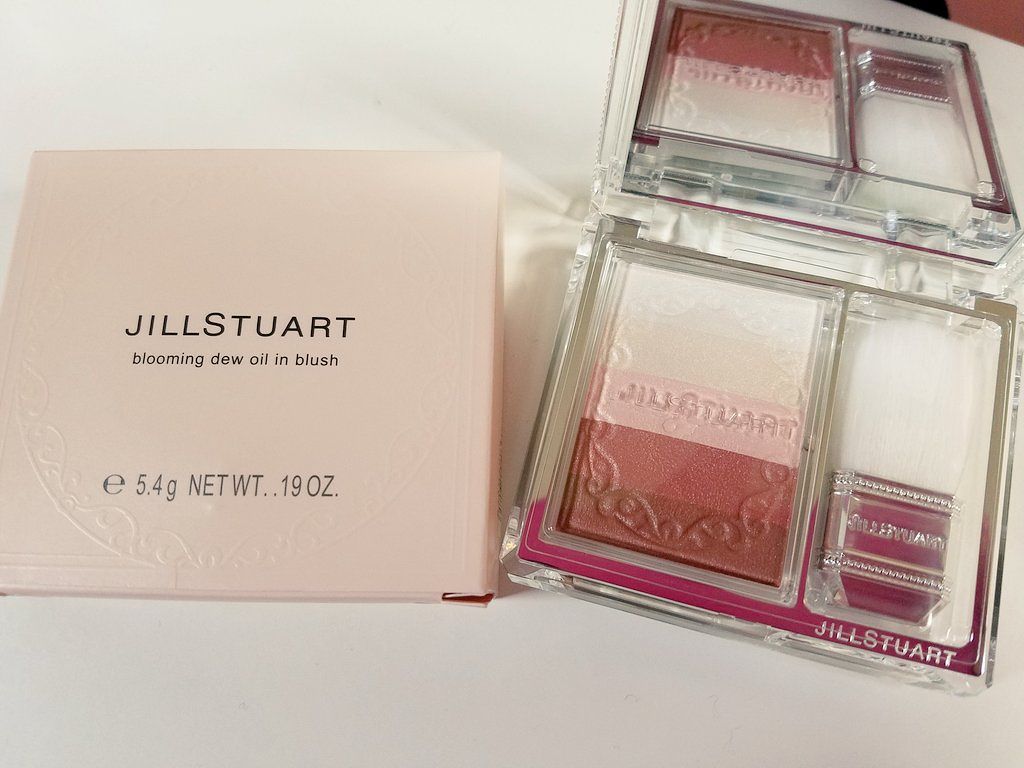 JILLSTUART
blooming dew oil in blush
℮ 5.4g NET WT. .19 OZ.
JILLSTUART
JILLSTUART
JILLSTUART